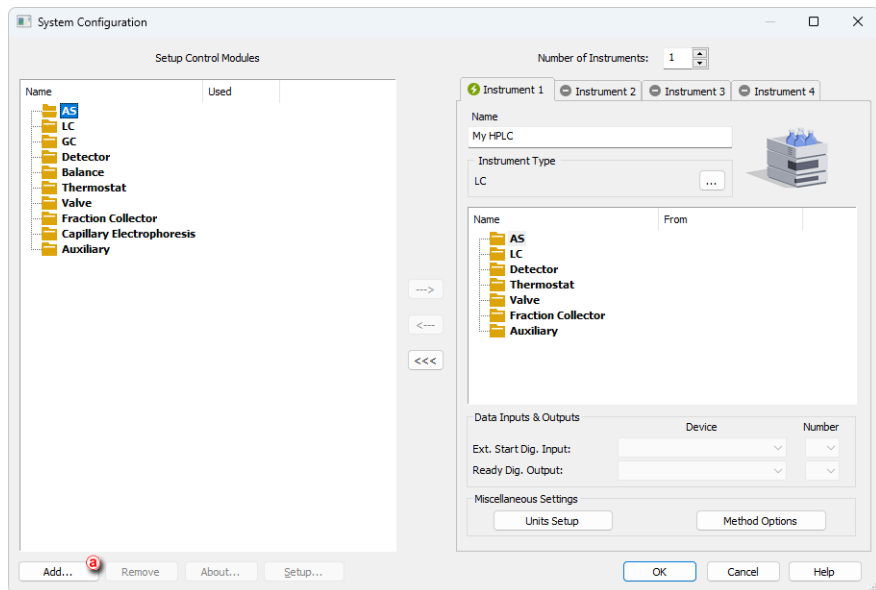 System Configuration
Setup Control Modules
Name Used
AS
LC
GC
Detector
Balance
Thermostat
Valve
Fraction Collector
Capillary Electrophoresis
Auxiliary
--->
<---
<<<
Number of Instruments: 1
Instrument 1 Instrument 2 Instrument 3 Instrument 4
Name
My HPLC
Instrument Type
LC ...
Name From
AS
LC
Detector
Thermostat
Valve
Fraction Collector
Auxiliary
Data Inputs & Outputs
Device Number
Ext. Start Dig. Input:
Ready Dig. Output:
Miscellaneous Settings
Units Setup Method Options
Add... a Remove About... Setup... OK Cancel Help